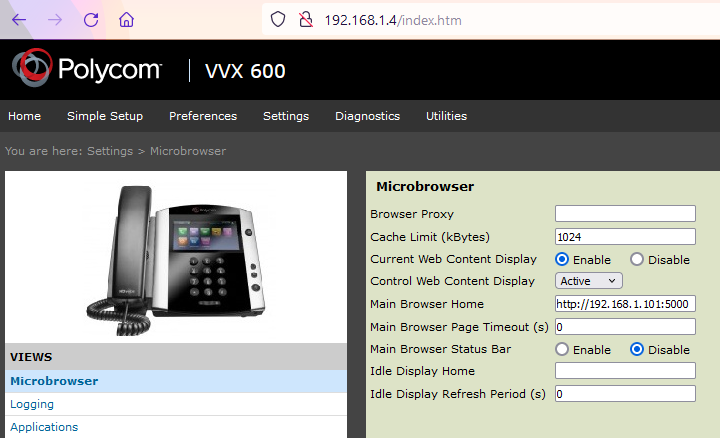 192.168.1.4/index.htm
Polycom VVX 600
Home Simple Setup Preferences Settings Diagnostics Utilities
You are here: Settings > Microbrowser
Microbrowser
Browser Proxy
Cache Limit (kBytes) 1024
Current Web Content Display Enable Disable
Control Web Content Display Active
Main Browser Home http://192.168.1.101:5000
Main Browser Page Timeout (s) 0
Main Browser Status Bar Enable Disable
Idle Display Home
Idle Display Refresh Period (s) 0
VIEWS
Microbrowser
Logging
Applications